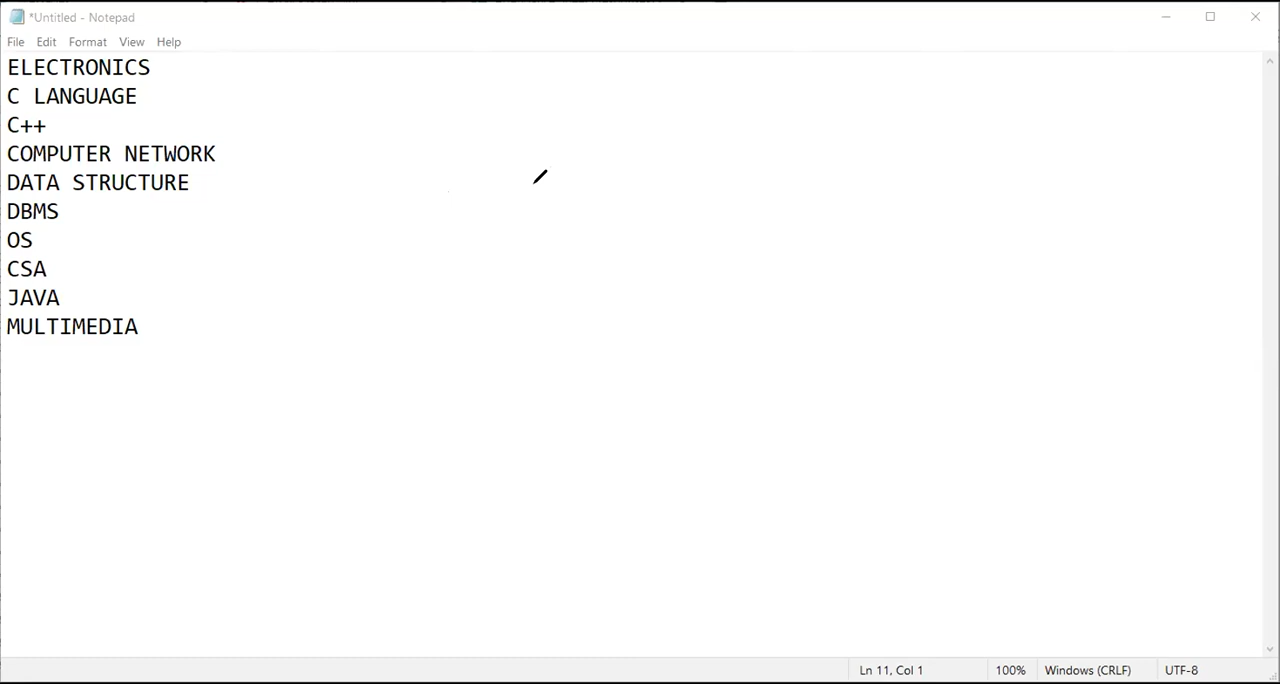 *Untitled - Notepad
File Edit Format View Help
ELECTRONICS
C LANGUAGE
C++
COMPUTER NETWORK
DATA STRUCTURE
DBMS
OS
CSA
JAVA
MULTIMEDIA
Ln 11, Col 1 100% Windows (CRLF) UTF-8